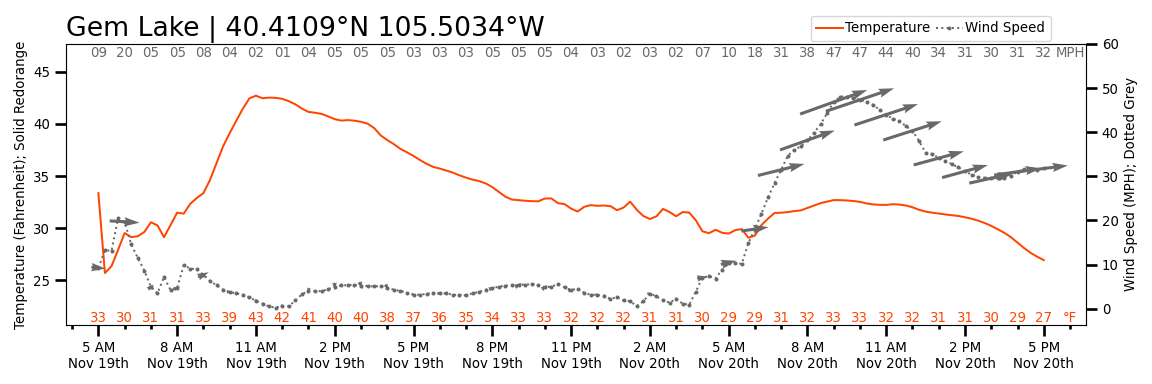 Gem Lake | 40.4109°N 105.5034°W
Temperature
Wind Speed
09 20 05 05 08 04 02 01 04 05 05 05 03 03 03 05 05 05 04 03 02 03 02 07 10 18 31 38 47 47 44 40 34 31 30 31 32 MPH
Temperature (Fahrenheit); Solid Redorange
45
40
35
30
25
60
50
40
30
20
10
0
Wind Speed (MPH); Dotted Grey
33 30 31 31 33 39 43 42 41 40 40 38 37 36 35 34 33 33 32 32 32 31 31 30 29 29 31 32 33 33 32 32 31 31 30 29 27 °F
5 AM 8 AM 11 AM 2 PM 5 PM 8 PM 11 PM 2 AM 5 AM 8 AM 11 AM 2 PM 5 PM
Nov 19th Nov 19th Nov 19th Nov 19th Nov 19th Nov 19th Nov 19th Nov 20th Nov 20th Nov 20th Nov 20th Nov 20th Nov 20th